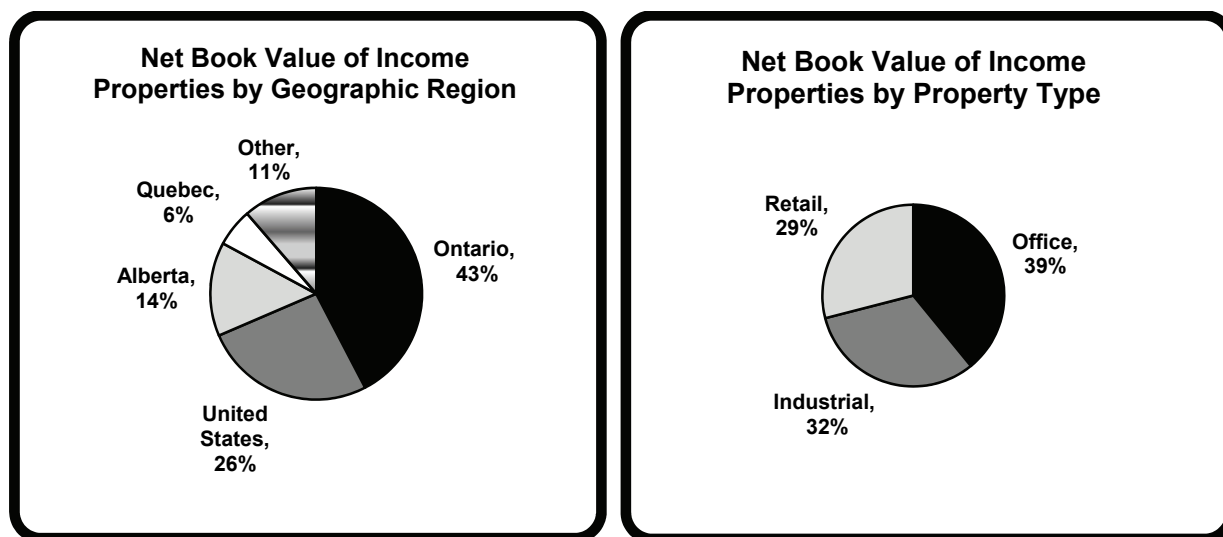 Net Book Value of Income
Properties by Geographic Region
Other,
11%
Quebec,
6%
Ontario,
43%
Alberta,
14%
United
States,
26%
Net Book Value of Income
Properties by Property Type
Retail,
29%
Office,
39%
Industrial,
32%